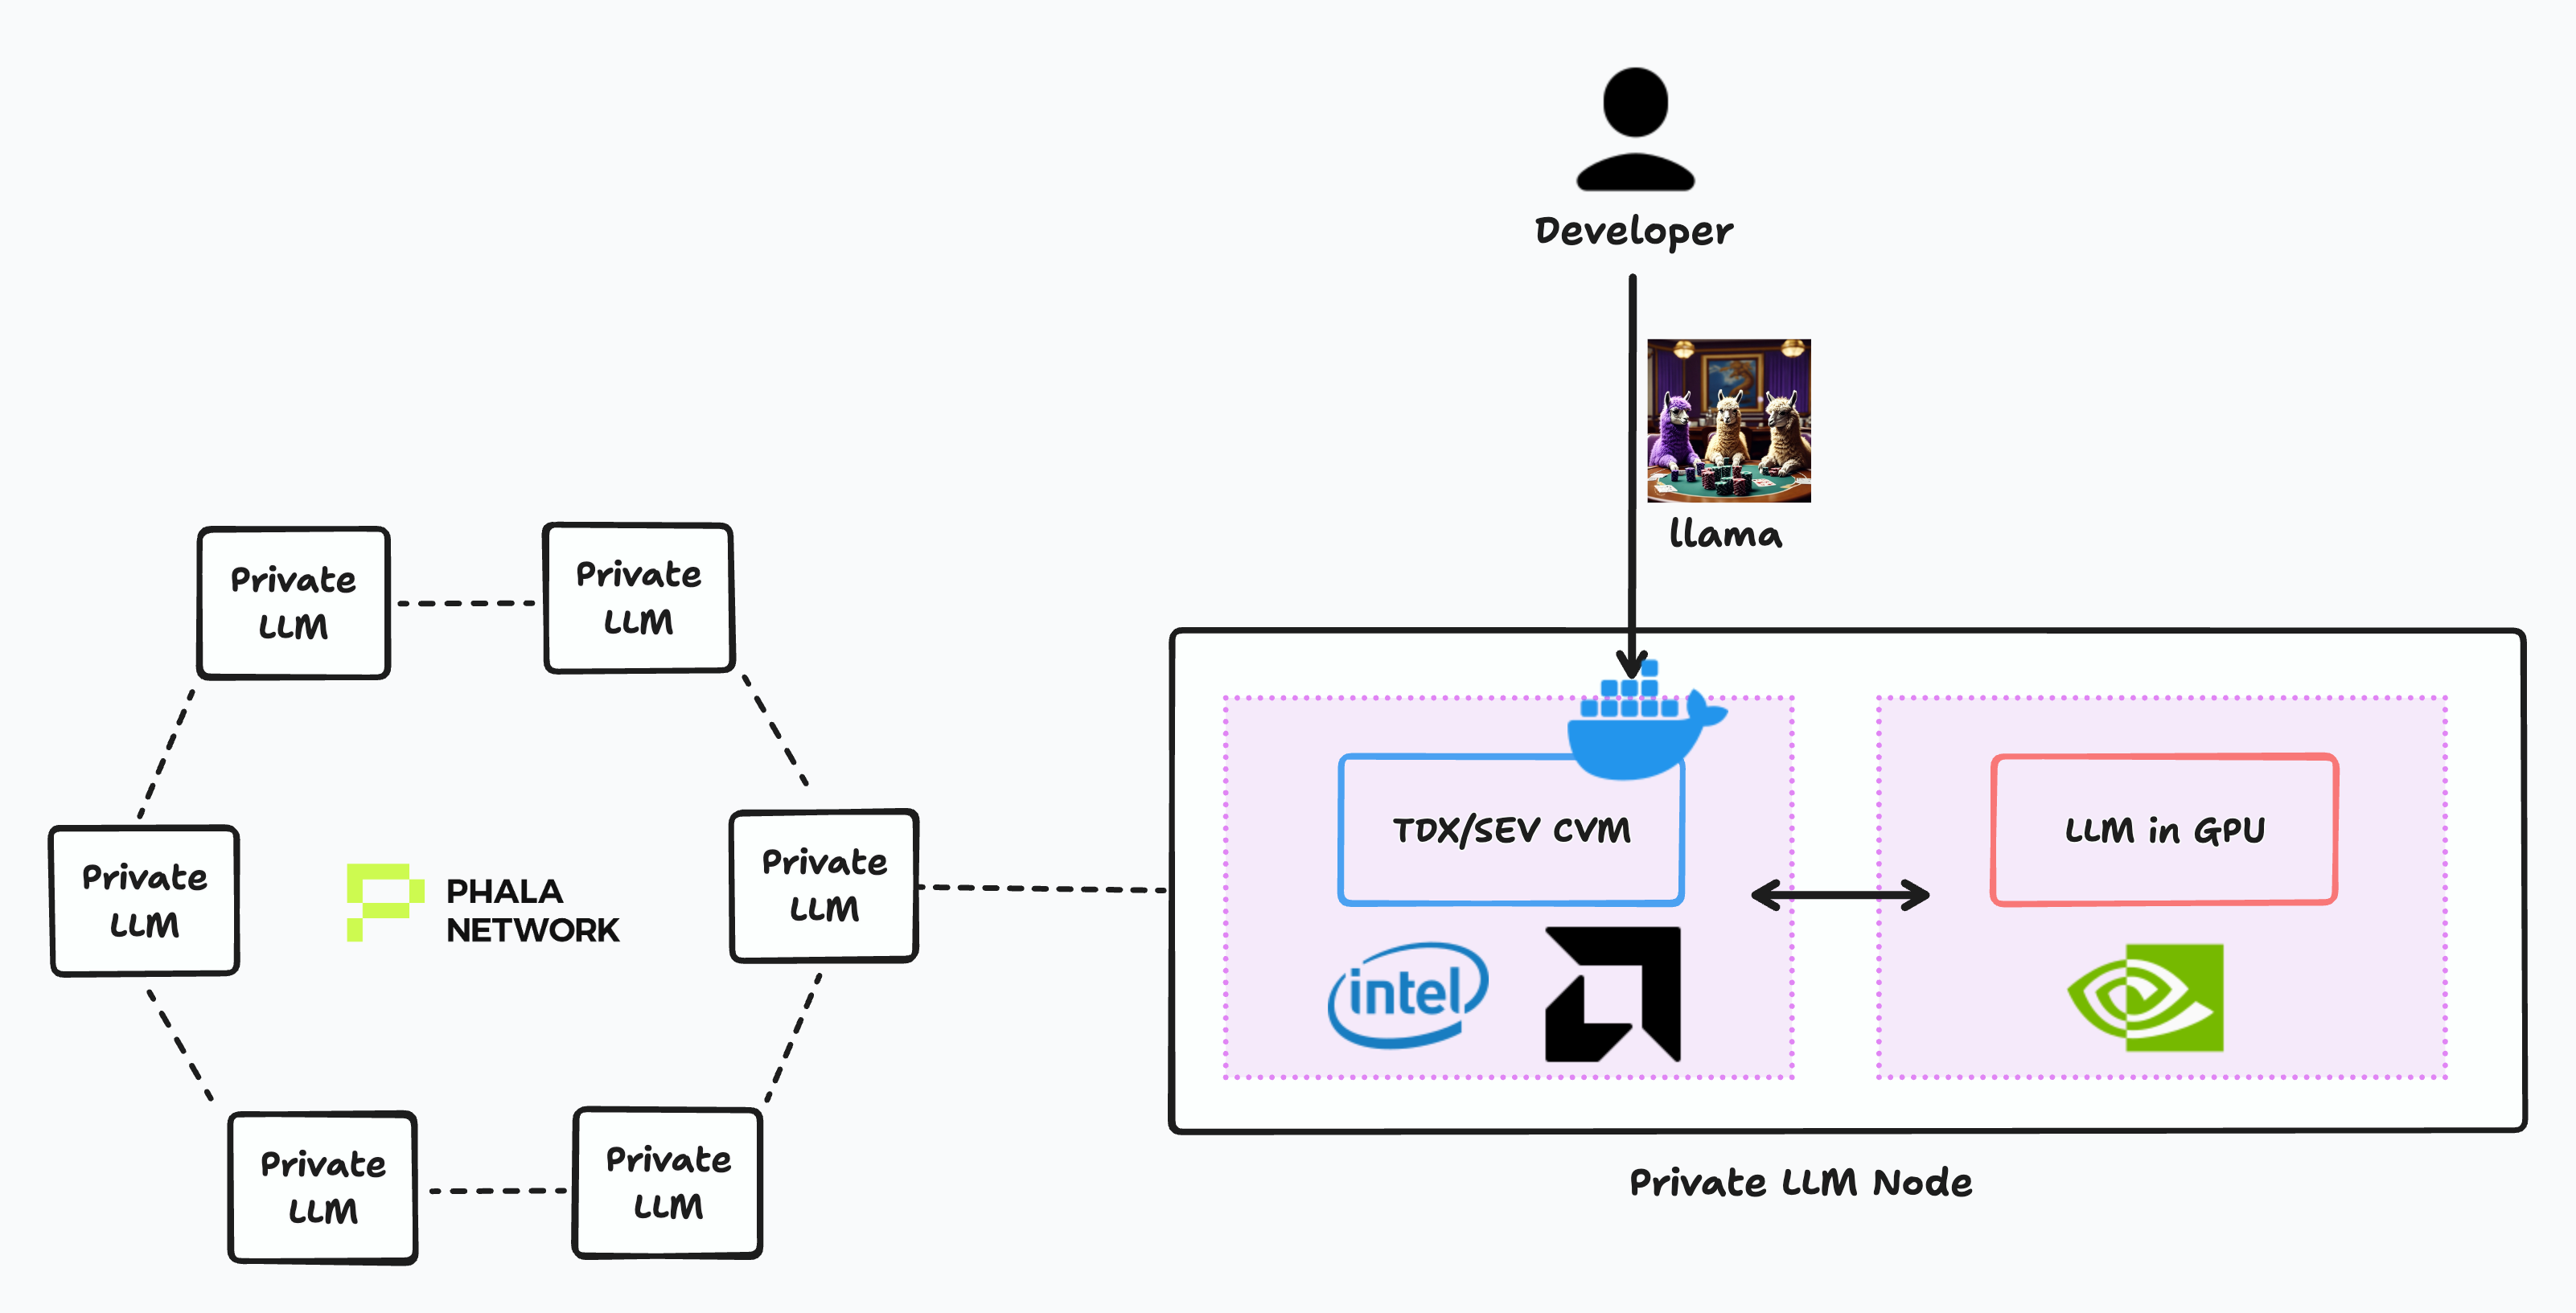 Developer
llama
Private
LLM
Private
LLM
Private
LLM
PHALA
NETWORK
Private
LLM
Private
LLM
Private
LLM
TDX/SEV CVM
LLM in GPU
intel
Private LLM Node